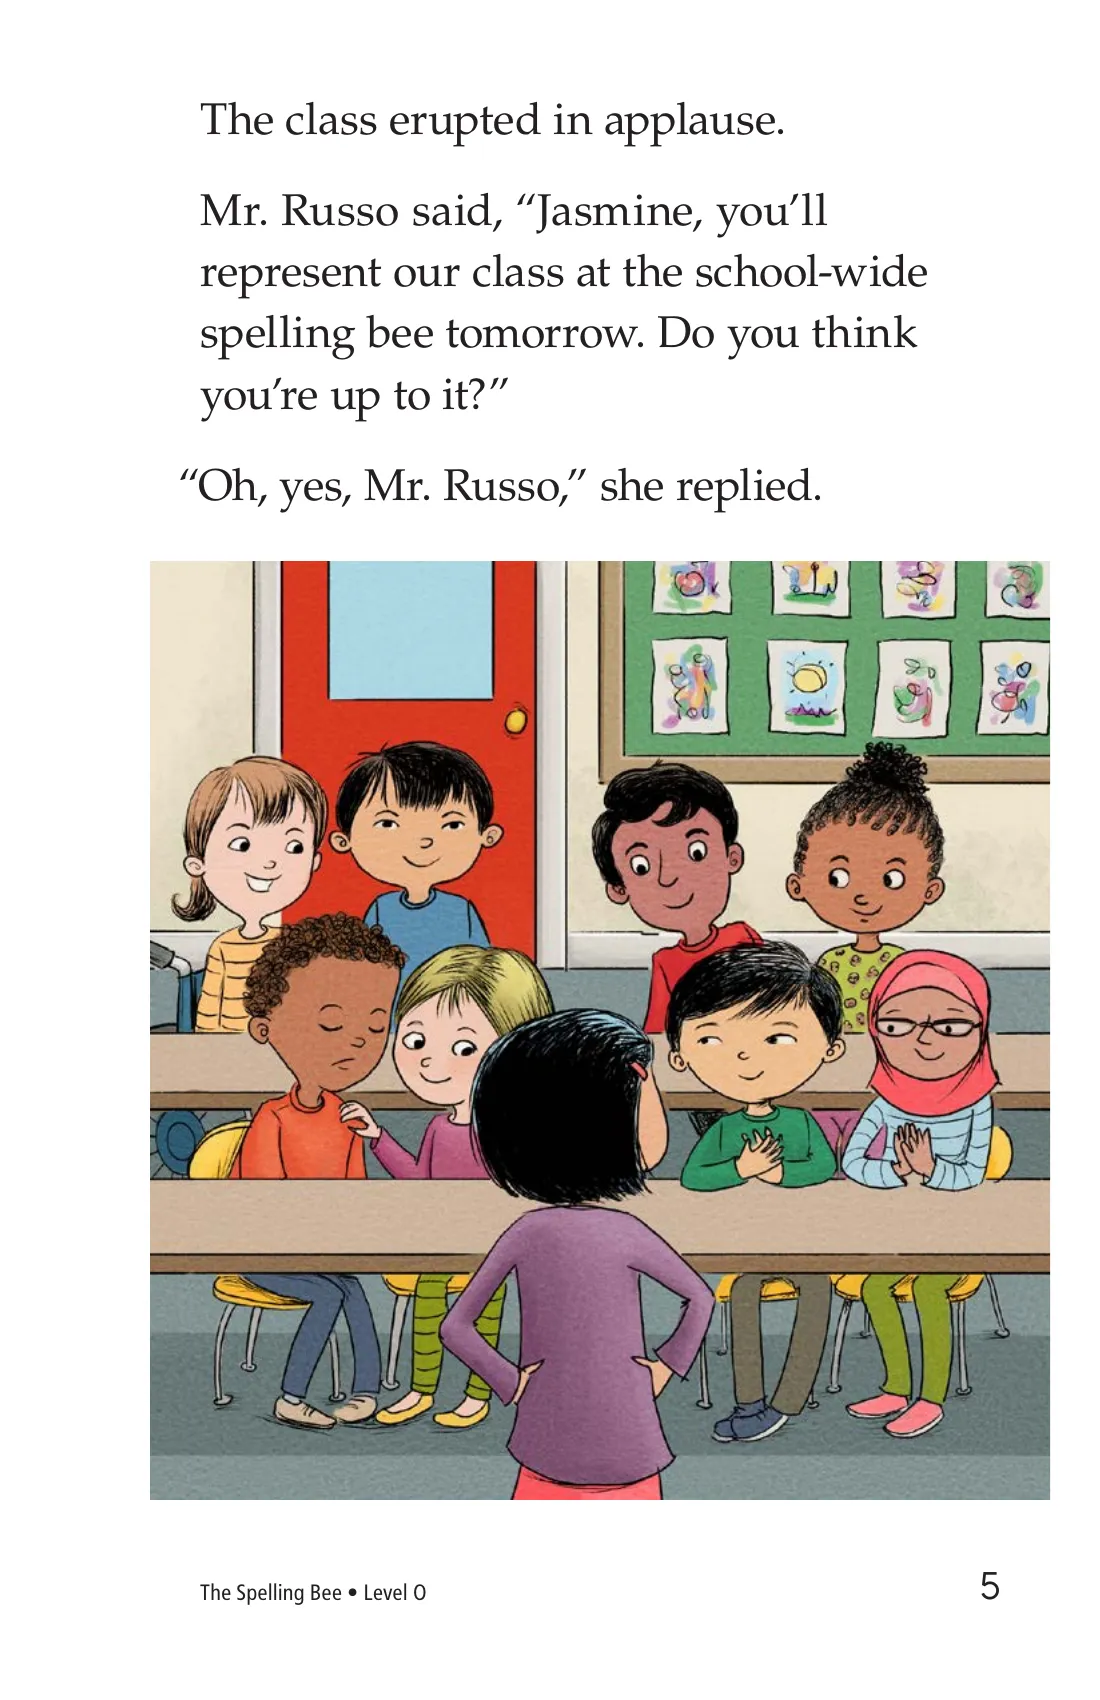 The class erupted in applause.
Mr. Russo said, “Jasmine, you’ll
represent our class at the school-wide
spelling bee tomorrow. Do you think
you’re up to it?”
“Oh, yes, Mr. Russo,” she replied.
The Spelling Bee • Level O
5